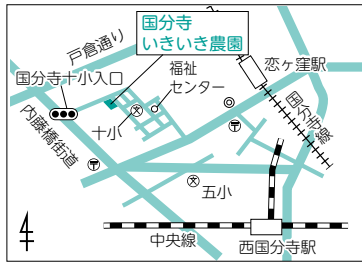 戸倉通り
国分寺
いきいき農園
恋ヶ窪駅
国分寺十小入口
福祉
センター
国分寺線
十小
文
内藤橋街道
文
五小
中央線
西国分寺駅